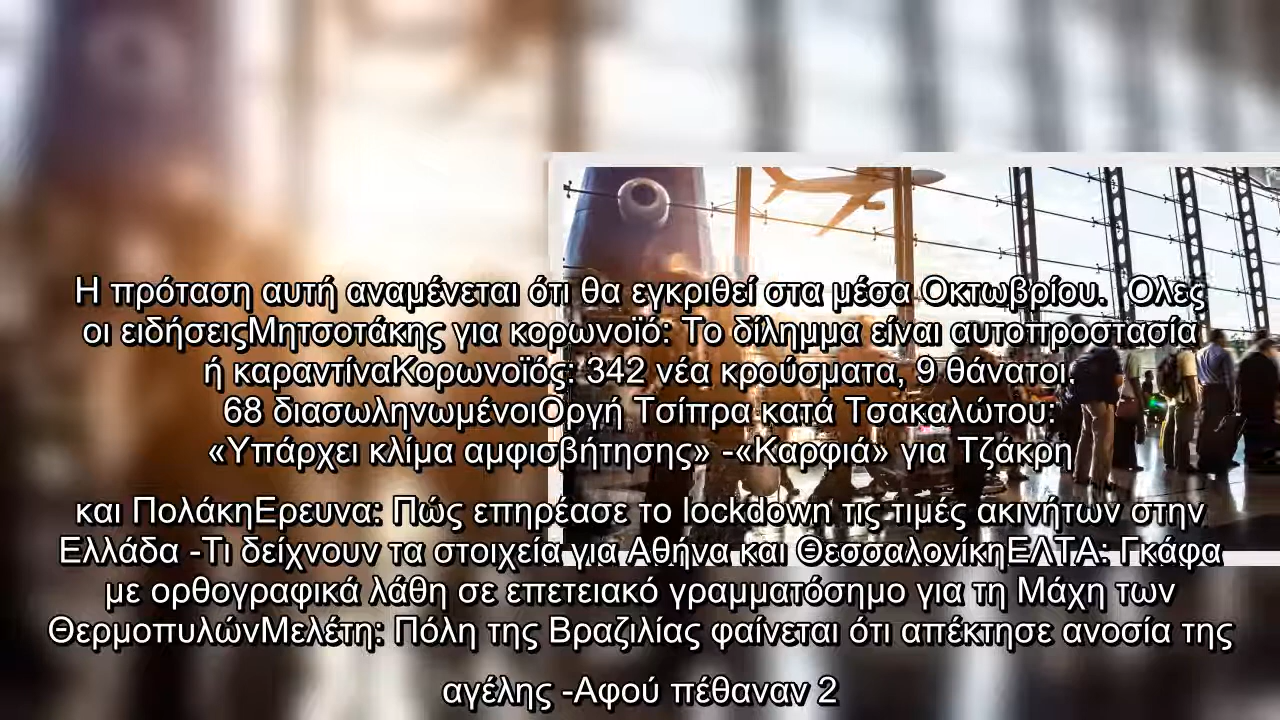 Η πρόταση αυτή αναμένεται ότι θα εγκριθεί στα μέσα Οκτωβρίου.  Ολες
οι ειδήσειςΜητσοτάκης για κορωνοϊό: Το δίλημμα είναι αυτοπροστασία
ή καραντίναΚορωνοϊός: 342 νέα κρούσματα, 9 θάνατοι.
68 διασωληνωμένοιΟργή Τσίπρα κατά Τσακαλώτου:
«Υπάρχει κλίμα αμφισβήτησης» -«Καρφιά» για Τζάκρη
και ΠολάκηΕρευνα: Πώς επηρέασε το lockdown τις τιμές ακινήτων στην
Ελλάδα -Τι δείχνουν τα στοιχεία για Αθήνα και ΘεσσαλονίκηΕΛΤΑ: Γκάφα
με ορθογραφικά λάθη σε επετειακό γραμματόσημο για τη Μάχη των
ΘερμοπυλώνΜελέτη: Πόλη της Βραζιλίας φαίνεται ότι απέκτησε ανοσία της
αγέλης -Αφού πέθαναν 2